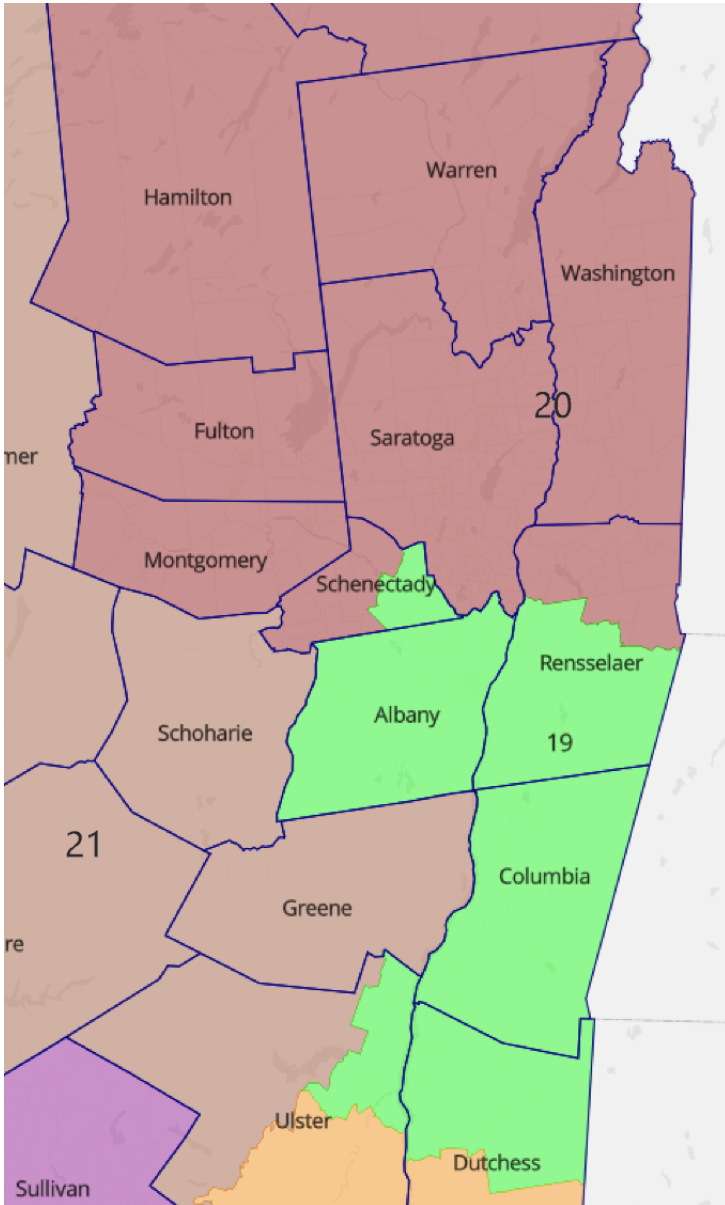 Warren
Hamilton
Washington
20
Fulton
Saratoga
mer
Montgomery
Schenectady
Rensselaer
Albany
Schoharie
19
21
Columbia
Greene
re
Ulster
Dutchess
Sullivan